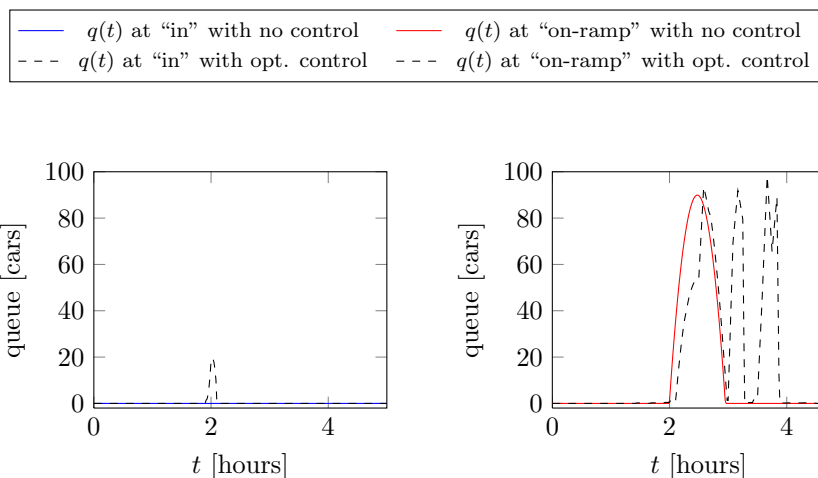 q(t) at “in” with no control q(t) at “on-ramp” with no control
q(t) at “in” with opt. control q(t) at “on-ramp” with opt. control
100 100
80 80
60 60
40 40
20 20
0 0
queue [cars] queue [cars]
0 2 4 0 2 4
t [hours] t [hours]